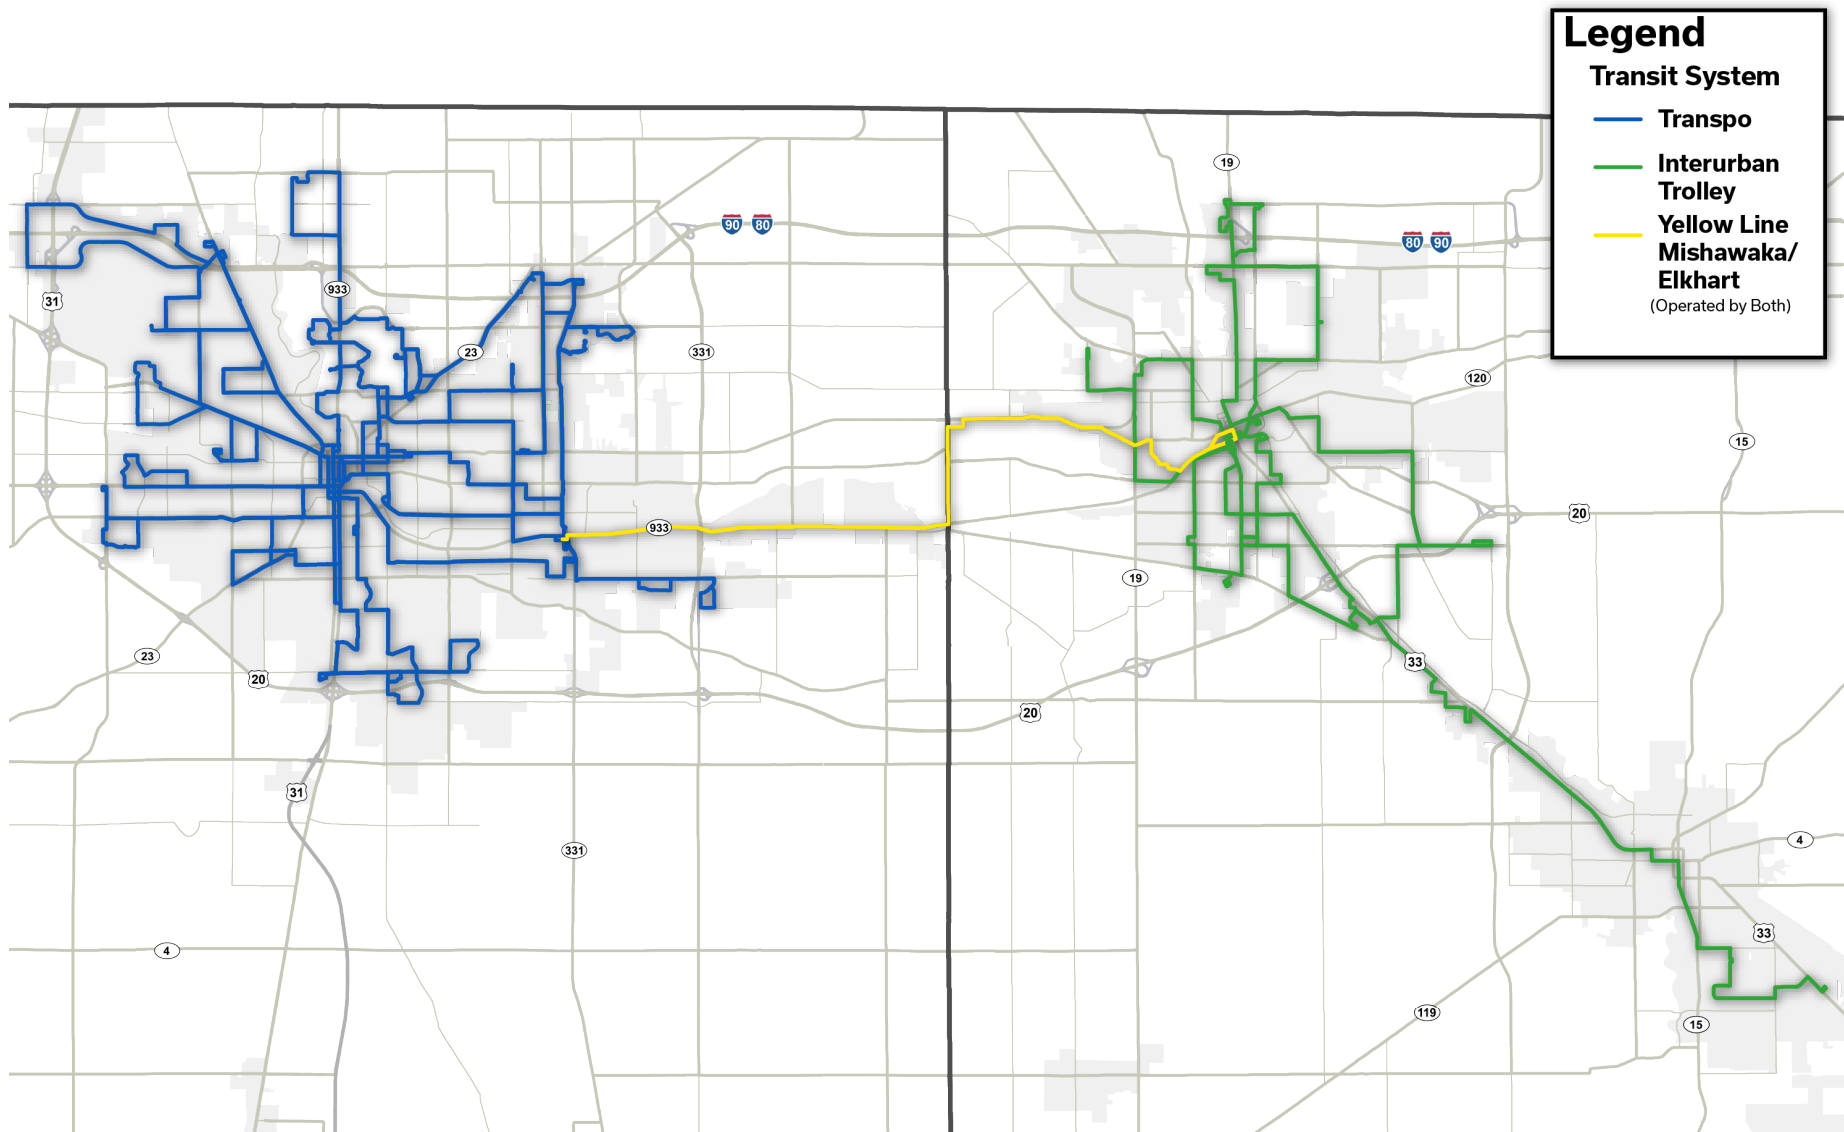 Legend
Transit System
Transpo
Interurban
Trolley
Yellow Line
Mishawaka/
Elkhart
(Operated by Both)
19
90 80
80 90
933
31
23
331
120
15
933
20
19
23
20
33
20
31
4
331
4
33
119
15